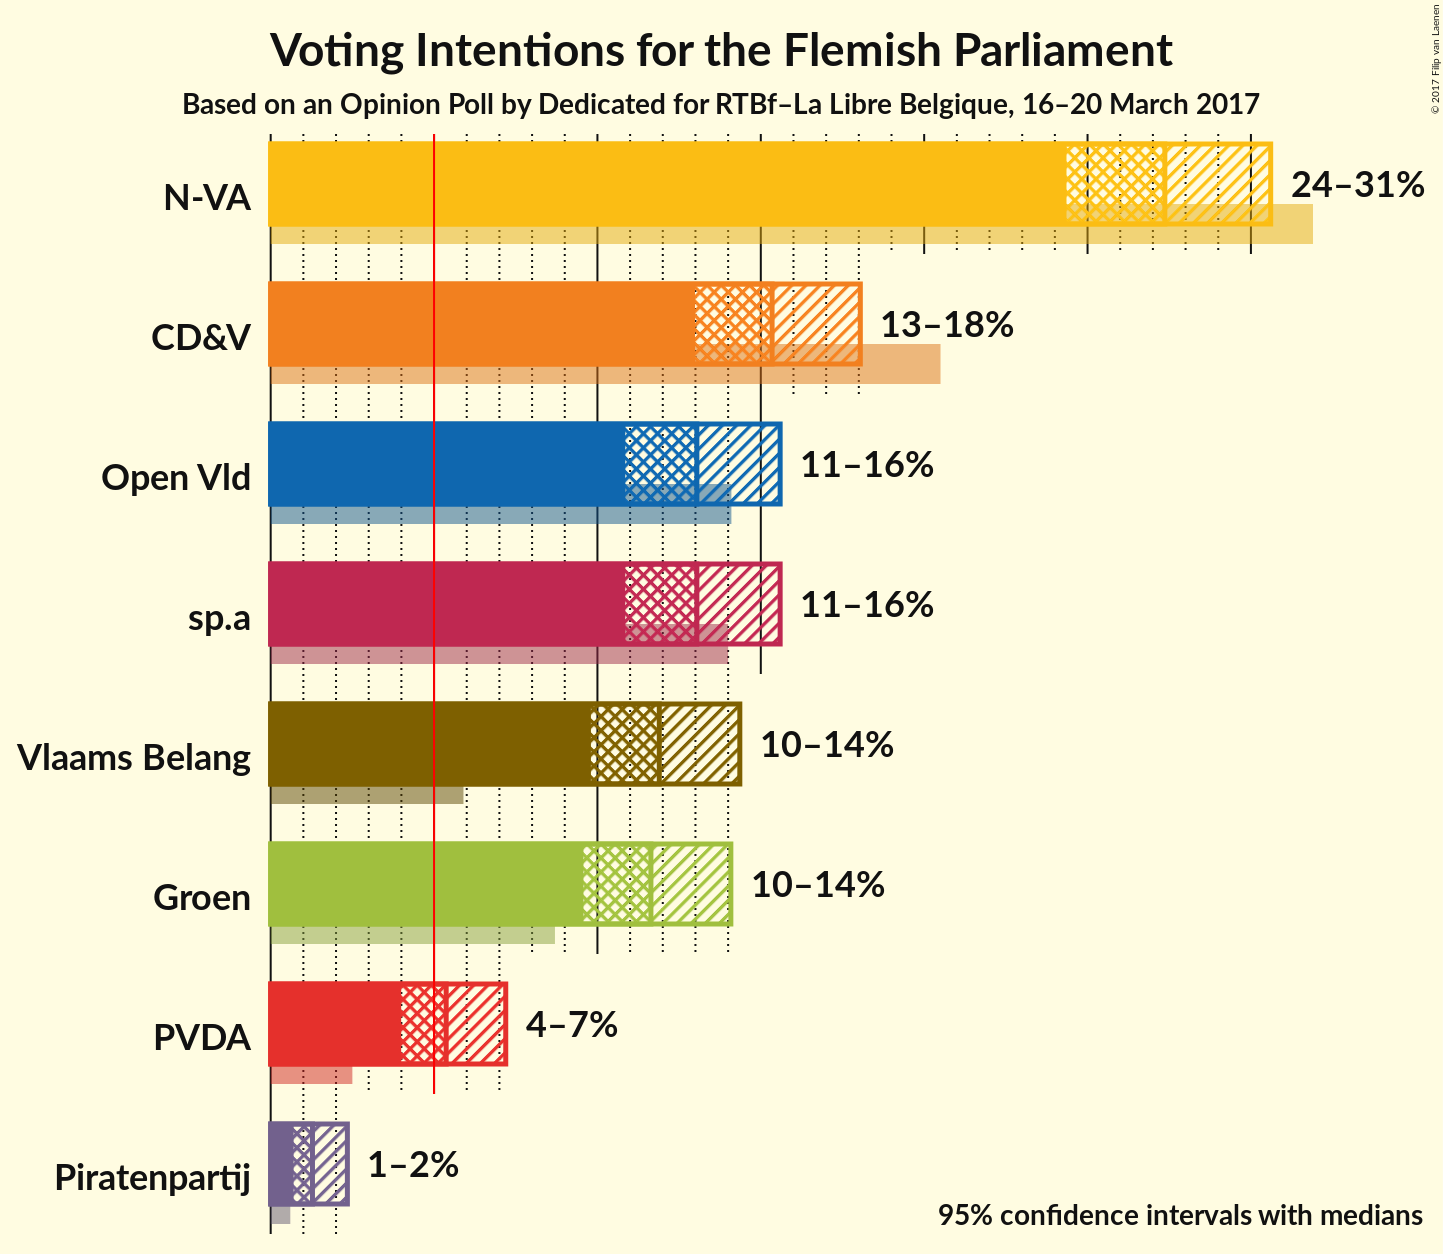 Voting Intentions for the Flemish Parliament
Based on an Opinion Poll by Dedicated for RTBf–La Libre Belgique, 16–20 March 2017
© 2017 Filip van Laenen
N-VA
24–31%
CD&V
13–18%
Open Vld
11–16%
sp.a
11–16%
Vlaams Belang
10–14%
Groen
10–14%
PVDA
4–7%
Piratenpartij
1–2%
95% confidence intervals with medians